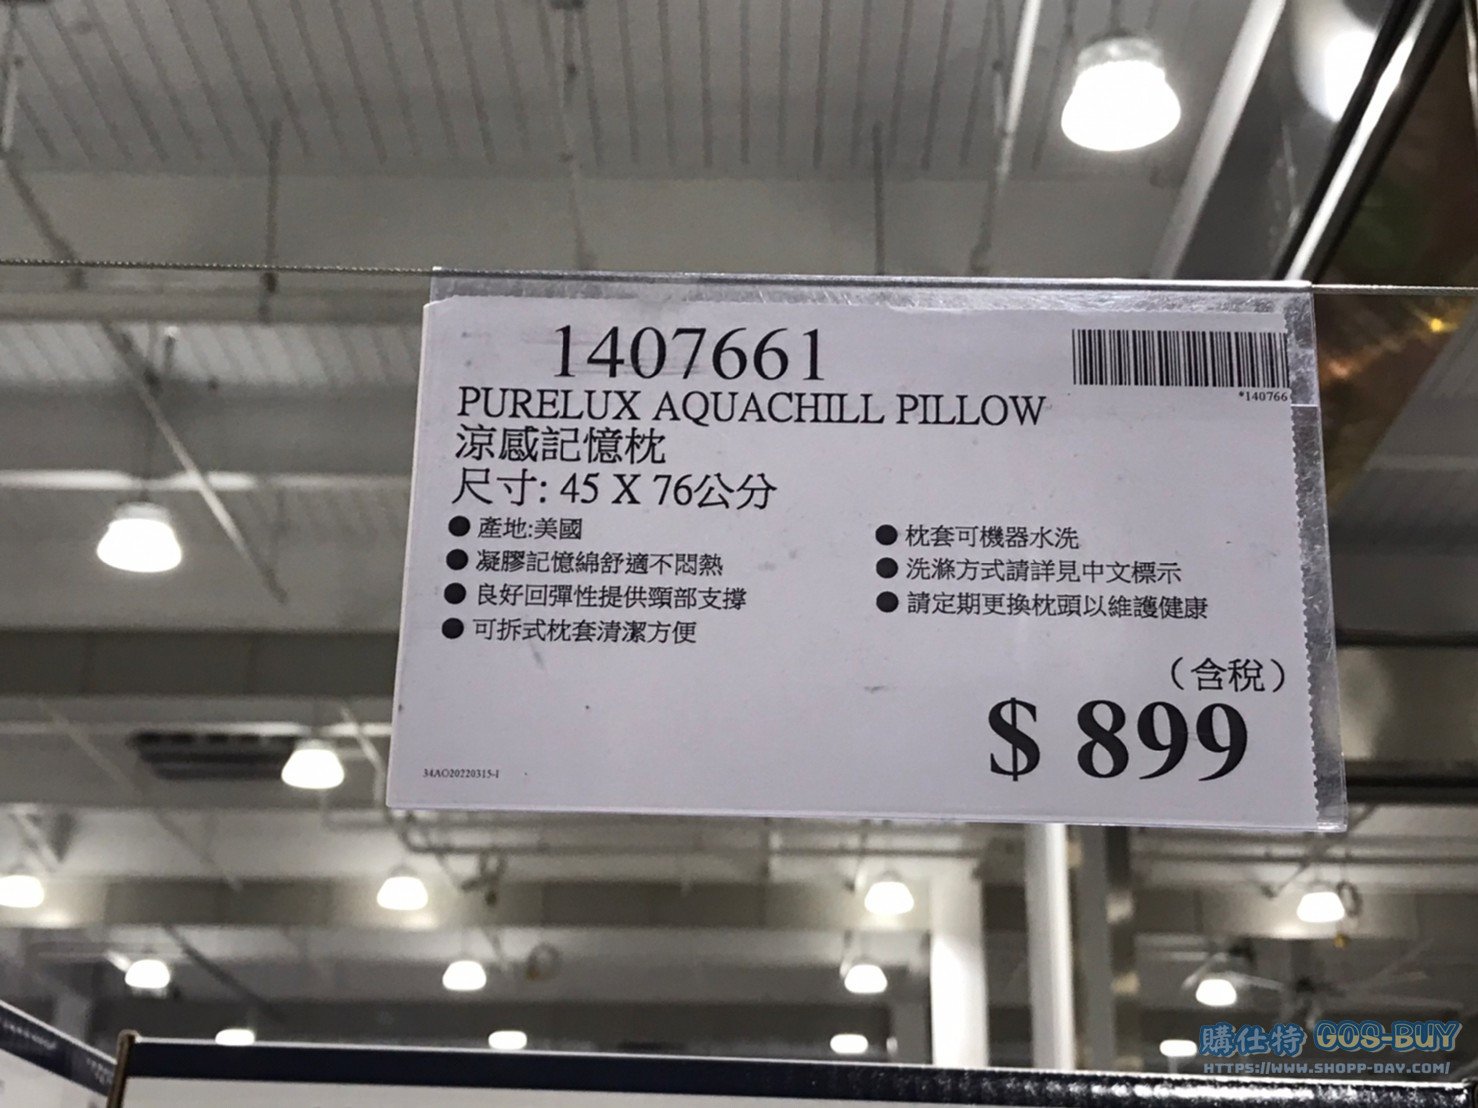 1407661
*140766
PURELUX AQUACHILL PILLOW
涼感記憶枕
尺寸: 45 X 76公分
● 產地:美國
● 凝膠記憶綿舒適不悶熱
● 良好回彈性提供頸部支撐
● 可拆式枕套清潔方便
● 枕套可機器水洗
● 洗滌方式請詳見中文標示
● 請定期更換枕頭以維護健康
（含稅）
$ 899
34AO20220315-1
購仕特 GOS-BUY
HTTPS://WWW.SHOPP-DAY.COM/